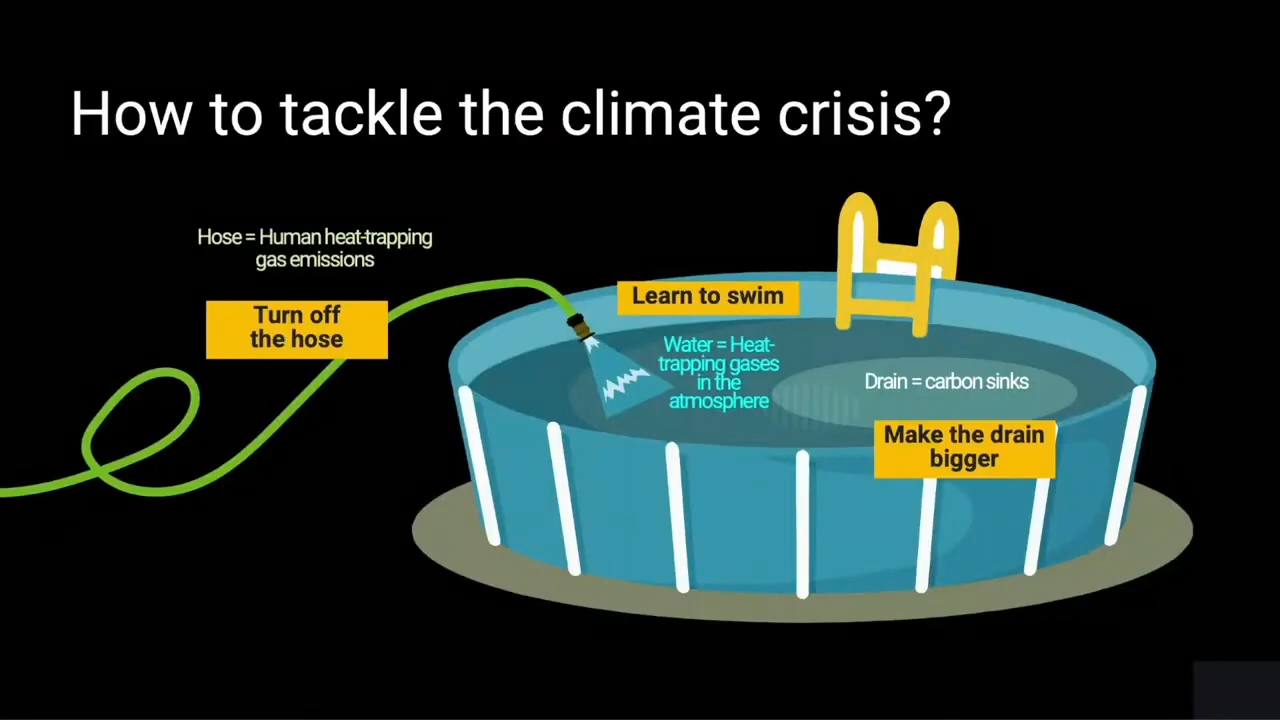 How to tackle the climate crisis?
Hose = Human heat-trapping
gas emissions
Turn off
the hose
Learn to swim
Water = Heat-
trapping gases
in the
atmosphere
Drain = carbon sinks
Make the drain
bigger